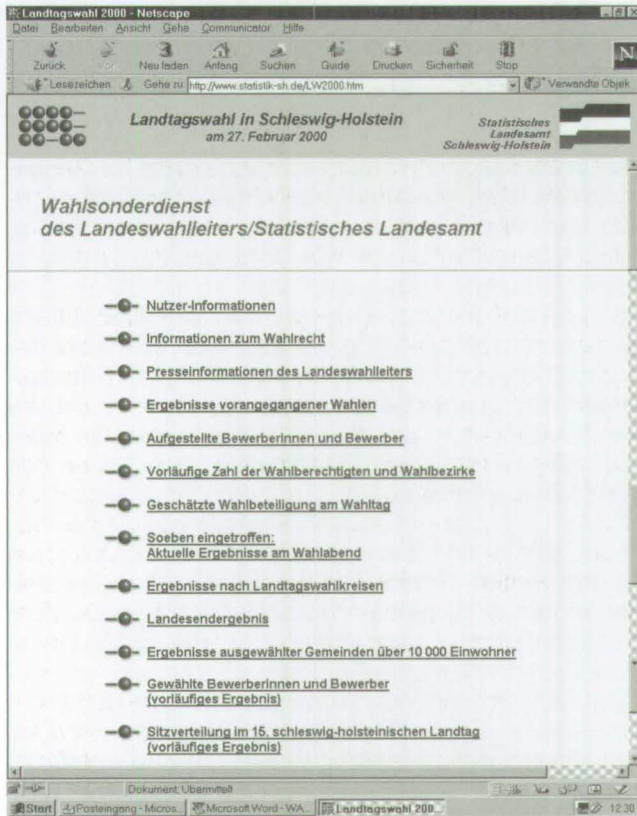 Landtagswahl 2000 - Netscape
Datei Bearbeiten Ansicht Gehe Communicator Hilfe
Zurück Vor Neu laden Anfang Suchen Guide Drucken Sicherheit Stop
N
Lesezeichen Gehe zu: http://www.statistik-sh.de/LW2000.htm Verwandte Objek
Landtagswahl in Schleswig-Holstein
am 27. Februar 2000
Statistisches
Landesamt
Schleswig-Holstein
Wahlsonderdienst
des Landeswahlleiters/Statistisches Landesamt
Nutzer-Informationen
Informationen zum Wahlrecht
Presseinformationen des Landeswahlleiters
Ergebnisse vorangegangener Wahlen
Aufgestellte Bewerberinnen und Bewerber
Vorläufige Zahl der Wahlberechtigten und Wahlbezirke
Geschätzte Wahlbeteiligung am Wahltag
Soeben eingetroffen:
Aktuelle Ergebnisse am Wahlabend
Ergebnisse nach Landtagswahlkreisen
Landesendergebnis
Ergebnisse ausgewählter Gemeinden über 10 000 Einwohner
Gewählte Bewerberinnen und Bewerber
(vorläufiges Ergebnis)
Sitzverteilung im 15. schleswig-holsteinischen Landtag
(vorläufiges Ergebnis)
Dokument: Übermittelt
Start Posteingang - Micros... Microsoft Word - WA... Landtagswahl 200... 12:30